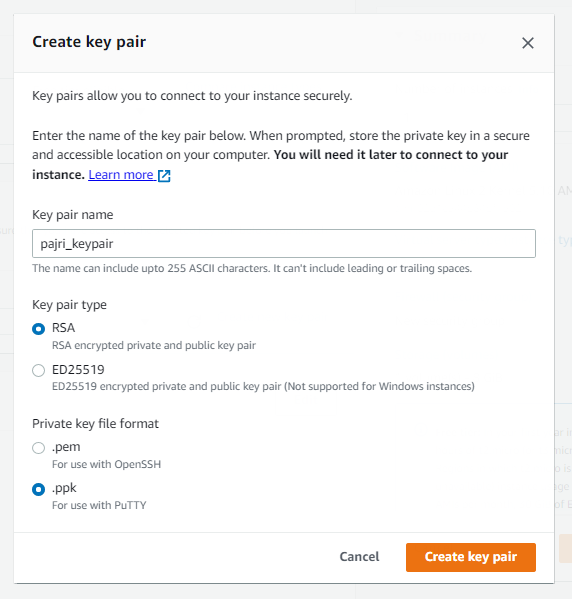 Create key pair
Key pairs allow you to connect to your instance securely.
Enter the name of the key pair below. When prompted, store the private key in a secure
and accessible location on your computer. You will need it later to connect to your
instance. Learn more
Key pair name
pajri_keypair
The name can include upto 255 ASCII characters. It can't include leading or trailing spaces.
Key pair type
RSA
RSA encrypted private and public key pair
ED25519
ED25519 encrypted private and public key pair (Not supported for Windows instances)
Private key file format
.pem
For use with OpenSSH
.ppk
For use with PuTTY
Cancel
Create key pair